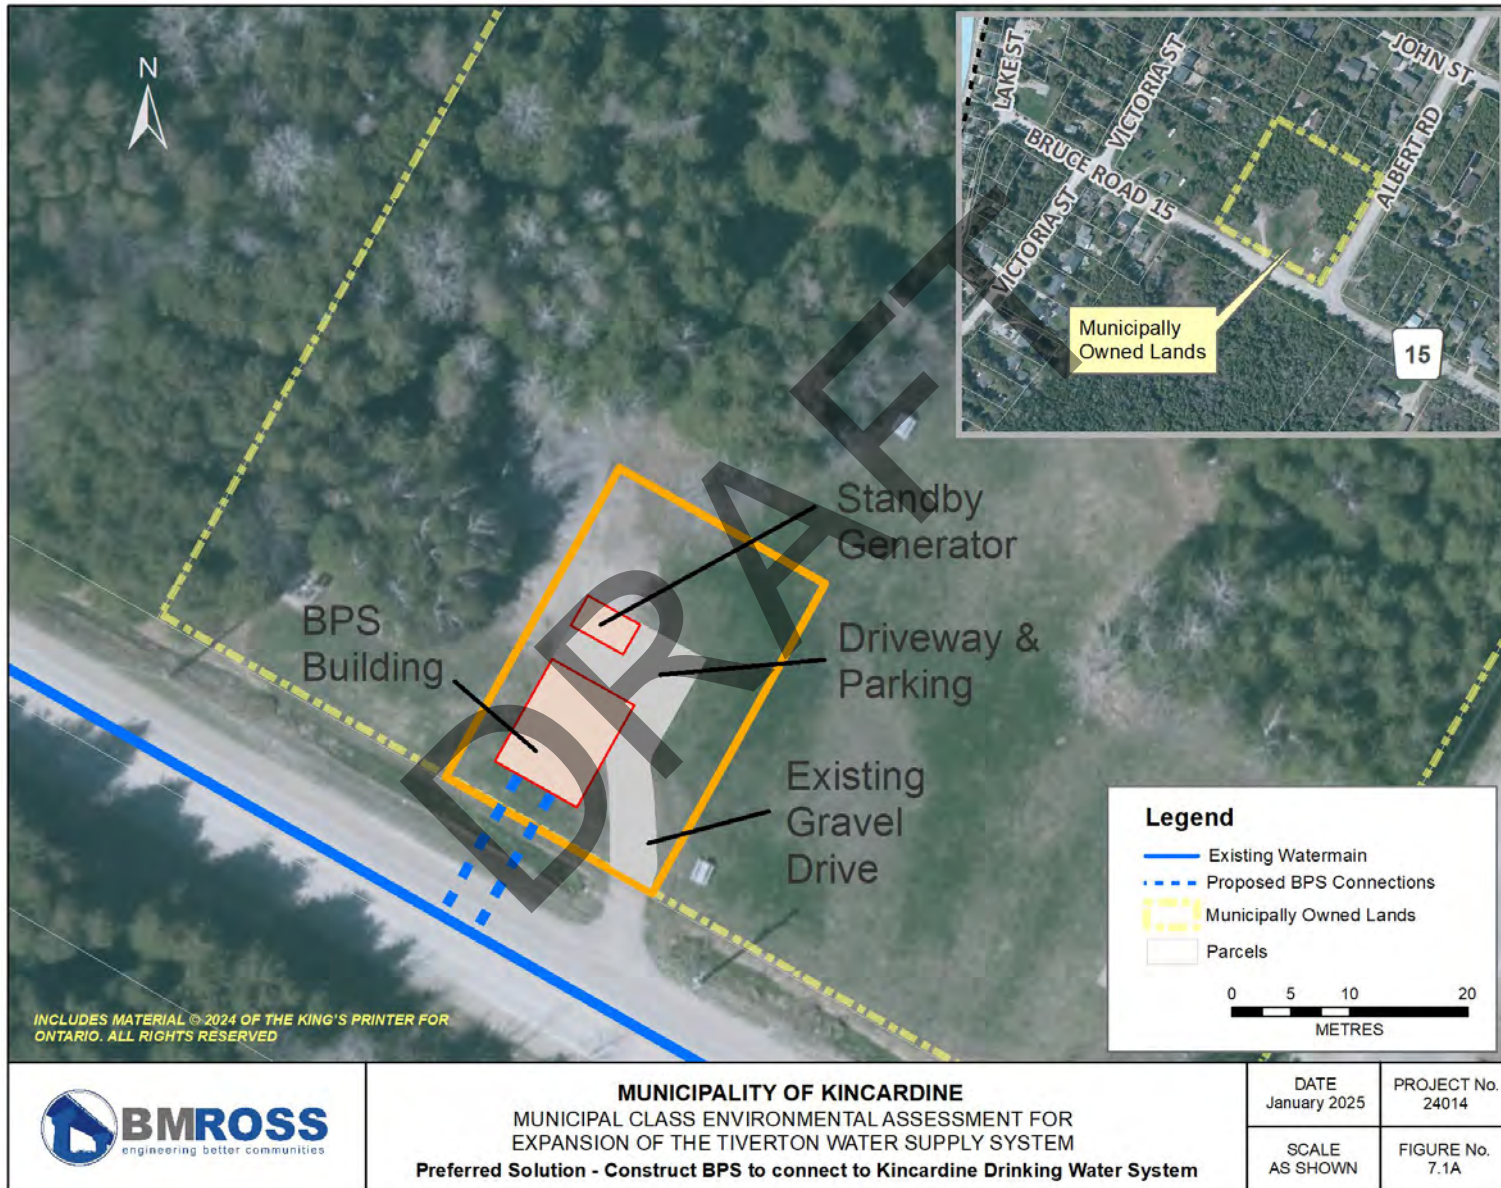 N
LAKE ST
VICTORIA ST
JOHN ST
BRUCE ROAD 15
ALBERT RD
VICTORIA ST
Municipally
Owned Lands
15
DRAFT
Standby
Generator
BPS
Building
Driveway &
Parking
Existing
Gravel
Drive
Legend
Existing Watermain
Proposed BPS Connections
Municipally Owned Lands
Parcels
0 5 10 20
METRES
INCLUDES MATERIAL © 2024 OF THE KING'S PRINTER FOR
ONTARIO. ALL RIGHTS RESERVED
BMROSS
engineering better communities
MUNICIPALITY OF KINCARDINE
MUNICIPAL CLASS ENVIRONMENTAL ASSESSMENT FOR
EXPANSION OF THE TIVERTON WATER SUPPLY SYSTEM
Preferred Solution - Construct BPS to connect to Kincardine Drinking Water System
DATE
January 2025
PROJECT No.
24014
SCALE
AS SHOWN
FIGURE No.
7.1A